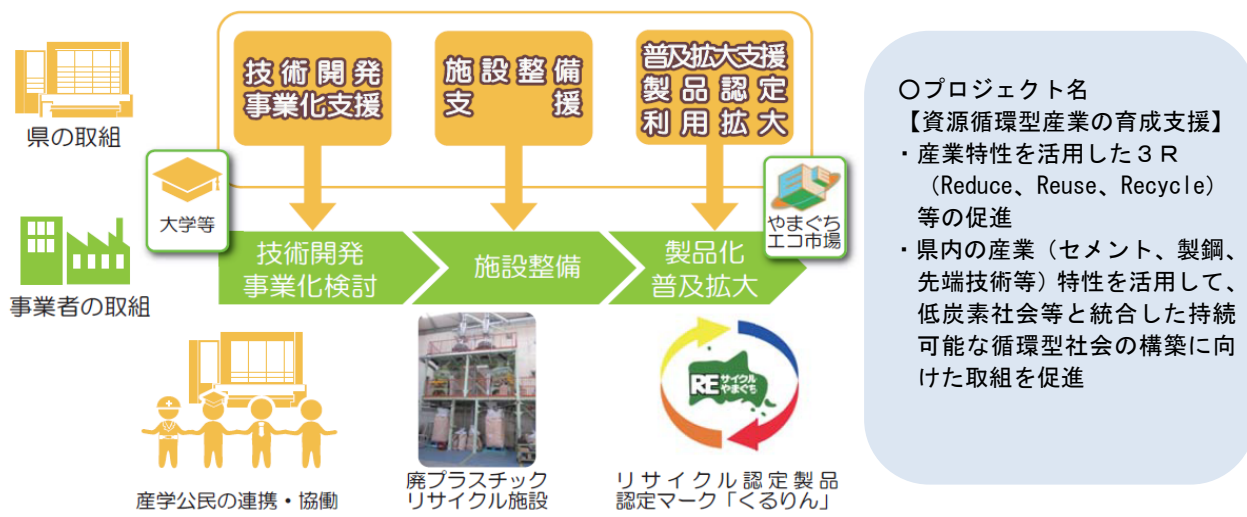 技術開発
事業化支援
施設整備
支援
普及拡大支援
製品認定
利用拡大
県の取組
大学等
やまぐち
エコ市場
技術開発
事業化検討
施設整備
製品化
普及拡大
事業者の取組
REサイクル
やまぐち
産学公民の連携・協働
廃プラスチック
リサイクル施設
リサイクル認定製品
認定マーク「くるりん」
〇プロジェクト名
【資源循環型産業の育成支援】
・産業特性を活用した３Ｒ
（Reduce、Reuse、Recycle）
等の促進
・県内の産業（セメント、製鋼、
先端技術等）特性を活用して、
低炭素社会等と統合した持続
可能な循環型社会の構築に向
けた取組を促進